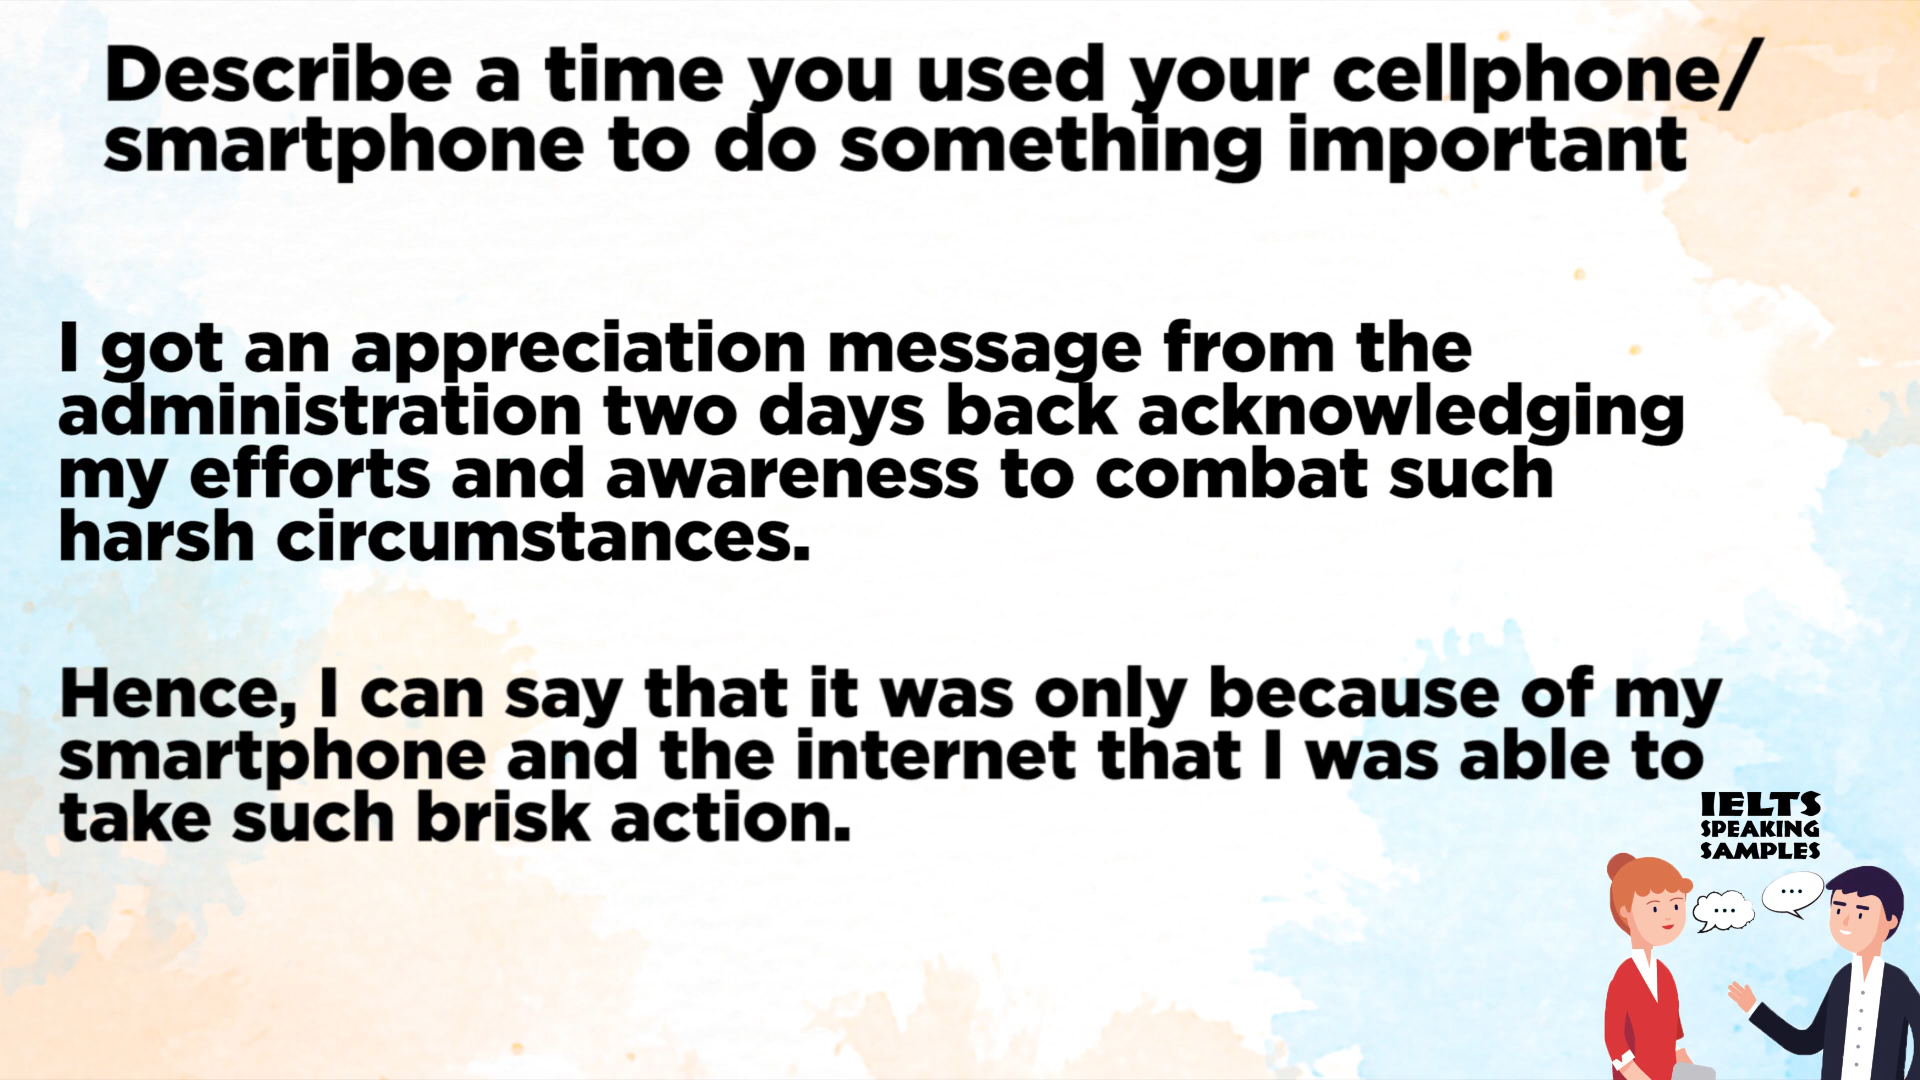 Describe a time you used your cellphone/
smartphone to do something important
I got an appreciation message from the
administration two days back acknowledging
my efforts and awareness to combat such
harsh circumstances.
Hence, I can say that it was only because of my
smartphone and the internet that I was able to
take such brisk action.
IELTS
SPEAKING
SAMPLES